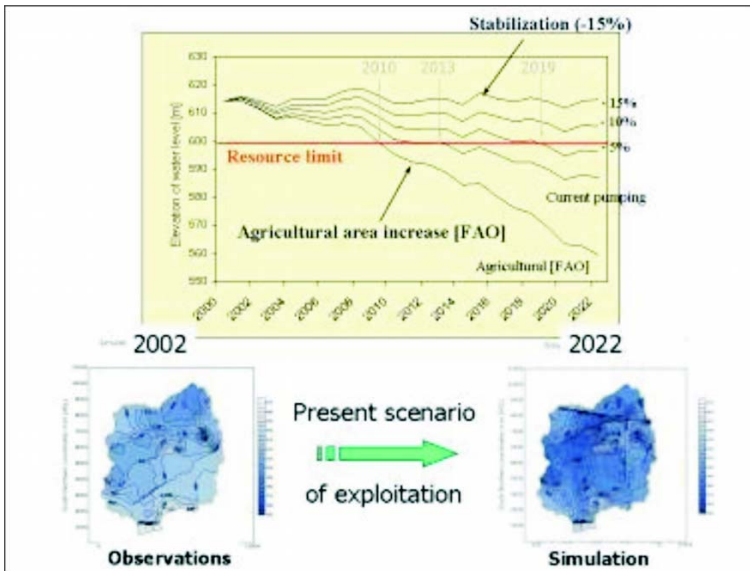 Stabilization (-15%)
630
620
610
600
590
580
570
560
550
Elevation of water level [m]
2010
2013
2019
- 15%
- 10%
- 5%
Resource limit
Current pumping
Agricultural area increase [FAO]
Agricultural [FAO]
2000
2002
2004
2006
2008
2010
2012
2014
2016
2018
2020
2022
2002
2022
Present scenario
of exploitation
Observations
Simulation